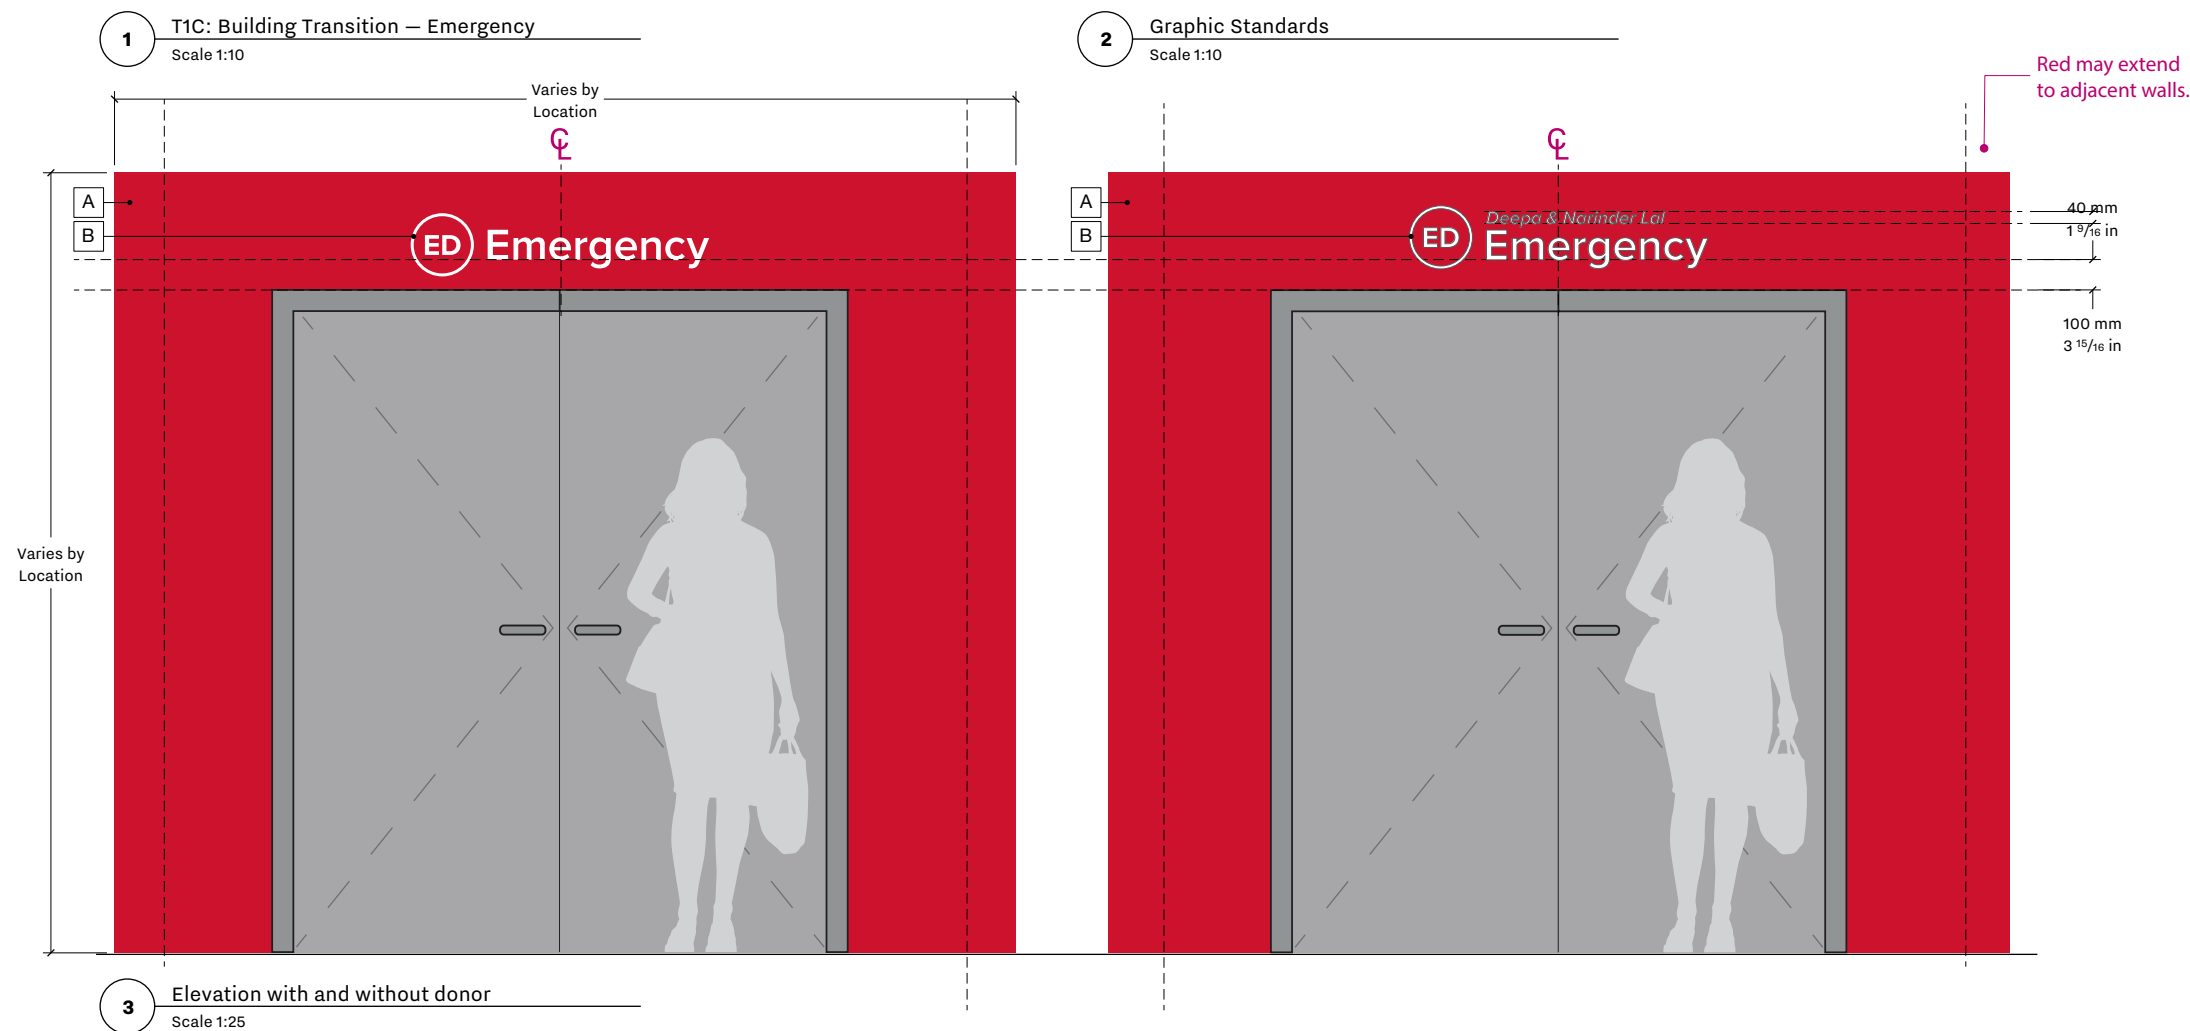 1 T1C: Building Transition — Emergency
Scale 1:10
2 Graphic Standards
Scale 1:10
Red may extend
to adjacent walls.
Varies by
Location
℄
℄
A
B
ED Emergency
A
B
Deepa & Narinder Lal
ED Emergency
40 mm
1 9/16 in
100 mm
3 15/16 in
Varies by
Location
3 Elevation with and without donor
Scale 1:25